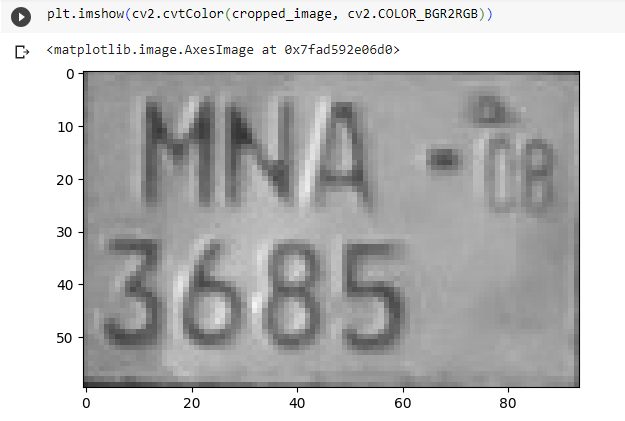 plt.imshow(cv2.cvtColor(cropped_image, cv2.COLOR_BGR2RGB))
<matplotlib.image.AxesImage at 0x7fad592e06d0>
0
10
20
30
40
50
MNA -
3685
0 20 40 60 80